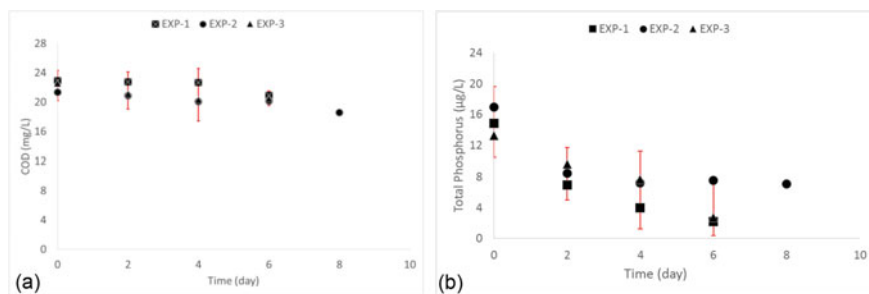 EXP-1 EXP-2 EXP-3
28
24
20
16
12
8
4
0
COD (mg/L)
0 2 4 6 8 10
Time (day)
(a)
EXP-1 EXP-2 EXP-3
24
20
16
12
8
4
0
Total Phosphorus (µg/L)
0 2 4 6 8 10
Time (day)
(b)